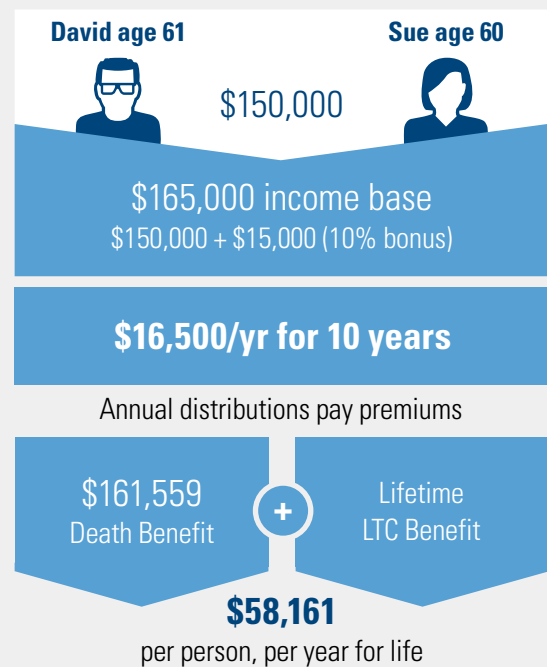 David age 61
Sue age 60
$150,000
$165,000 income base
$150,000 + $15,000 (10% bonus)
$16,500/yr for 10 years
Annual distributions pay premiums
$161,559
Death Benefit
+
Lifetime
LTC Benefit
$58,161
per person, per year for life